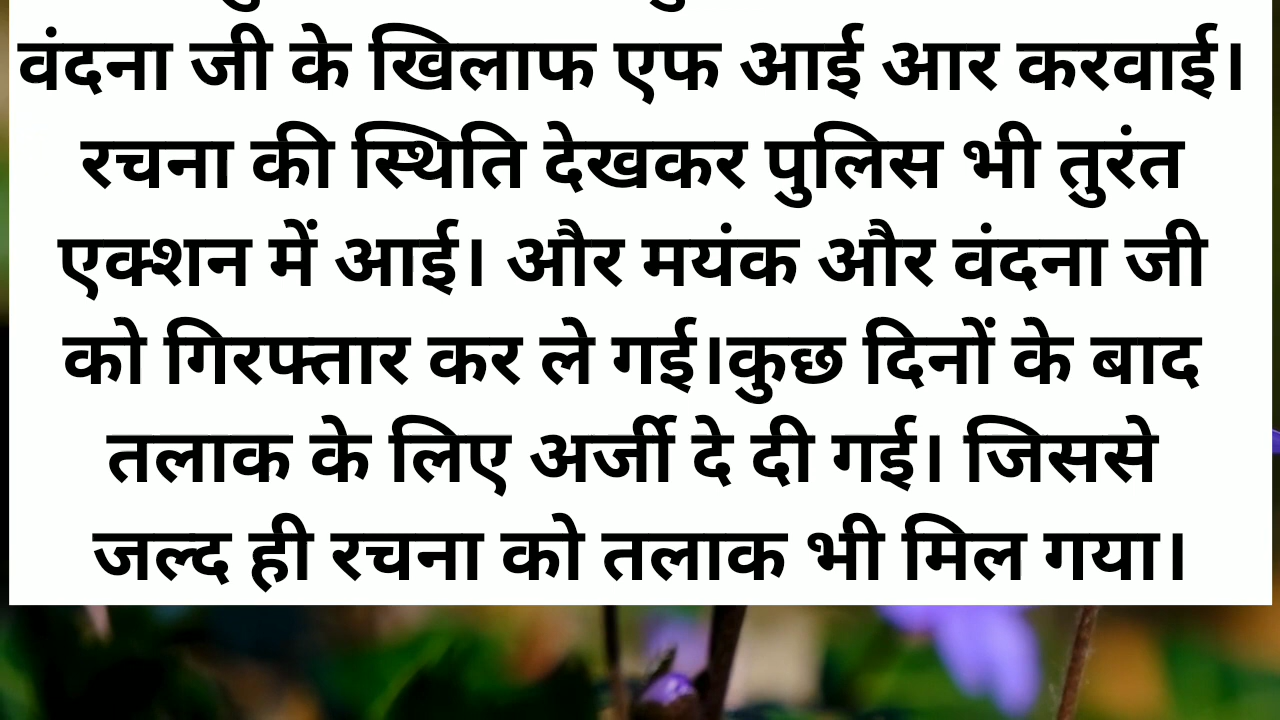 वंदना जी के खिलाफ एफ आई आर करवाई।
रचना की स्थिति देखकर पुलिस भी तुरंत
एक्शन में आई। और मयंक और वंदना जी
को गिरफ्तार कर ले गई।कुछ दिनों के बाद
तलाक के लिए अर्जी दे दी गई। जिससे
जल्द ही रचना को तलाक भी मिल गया।